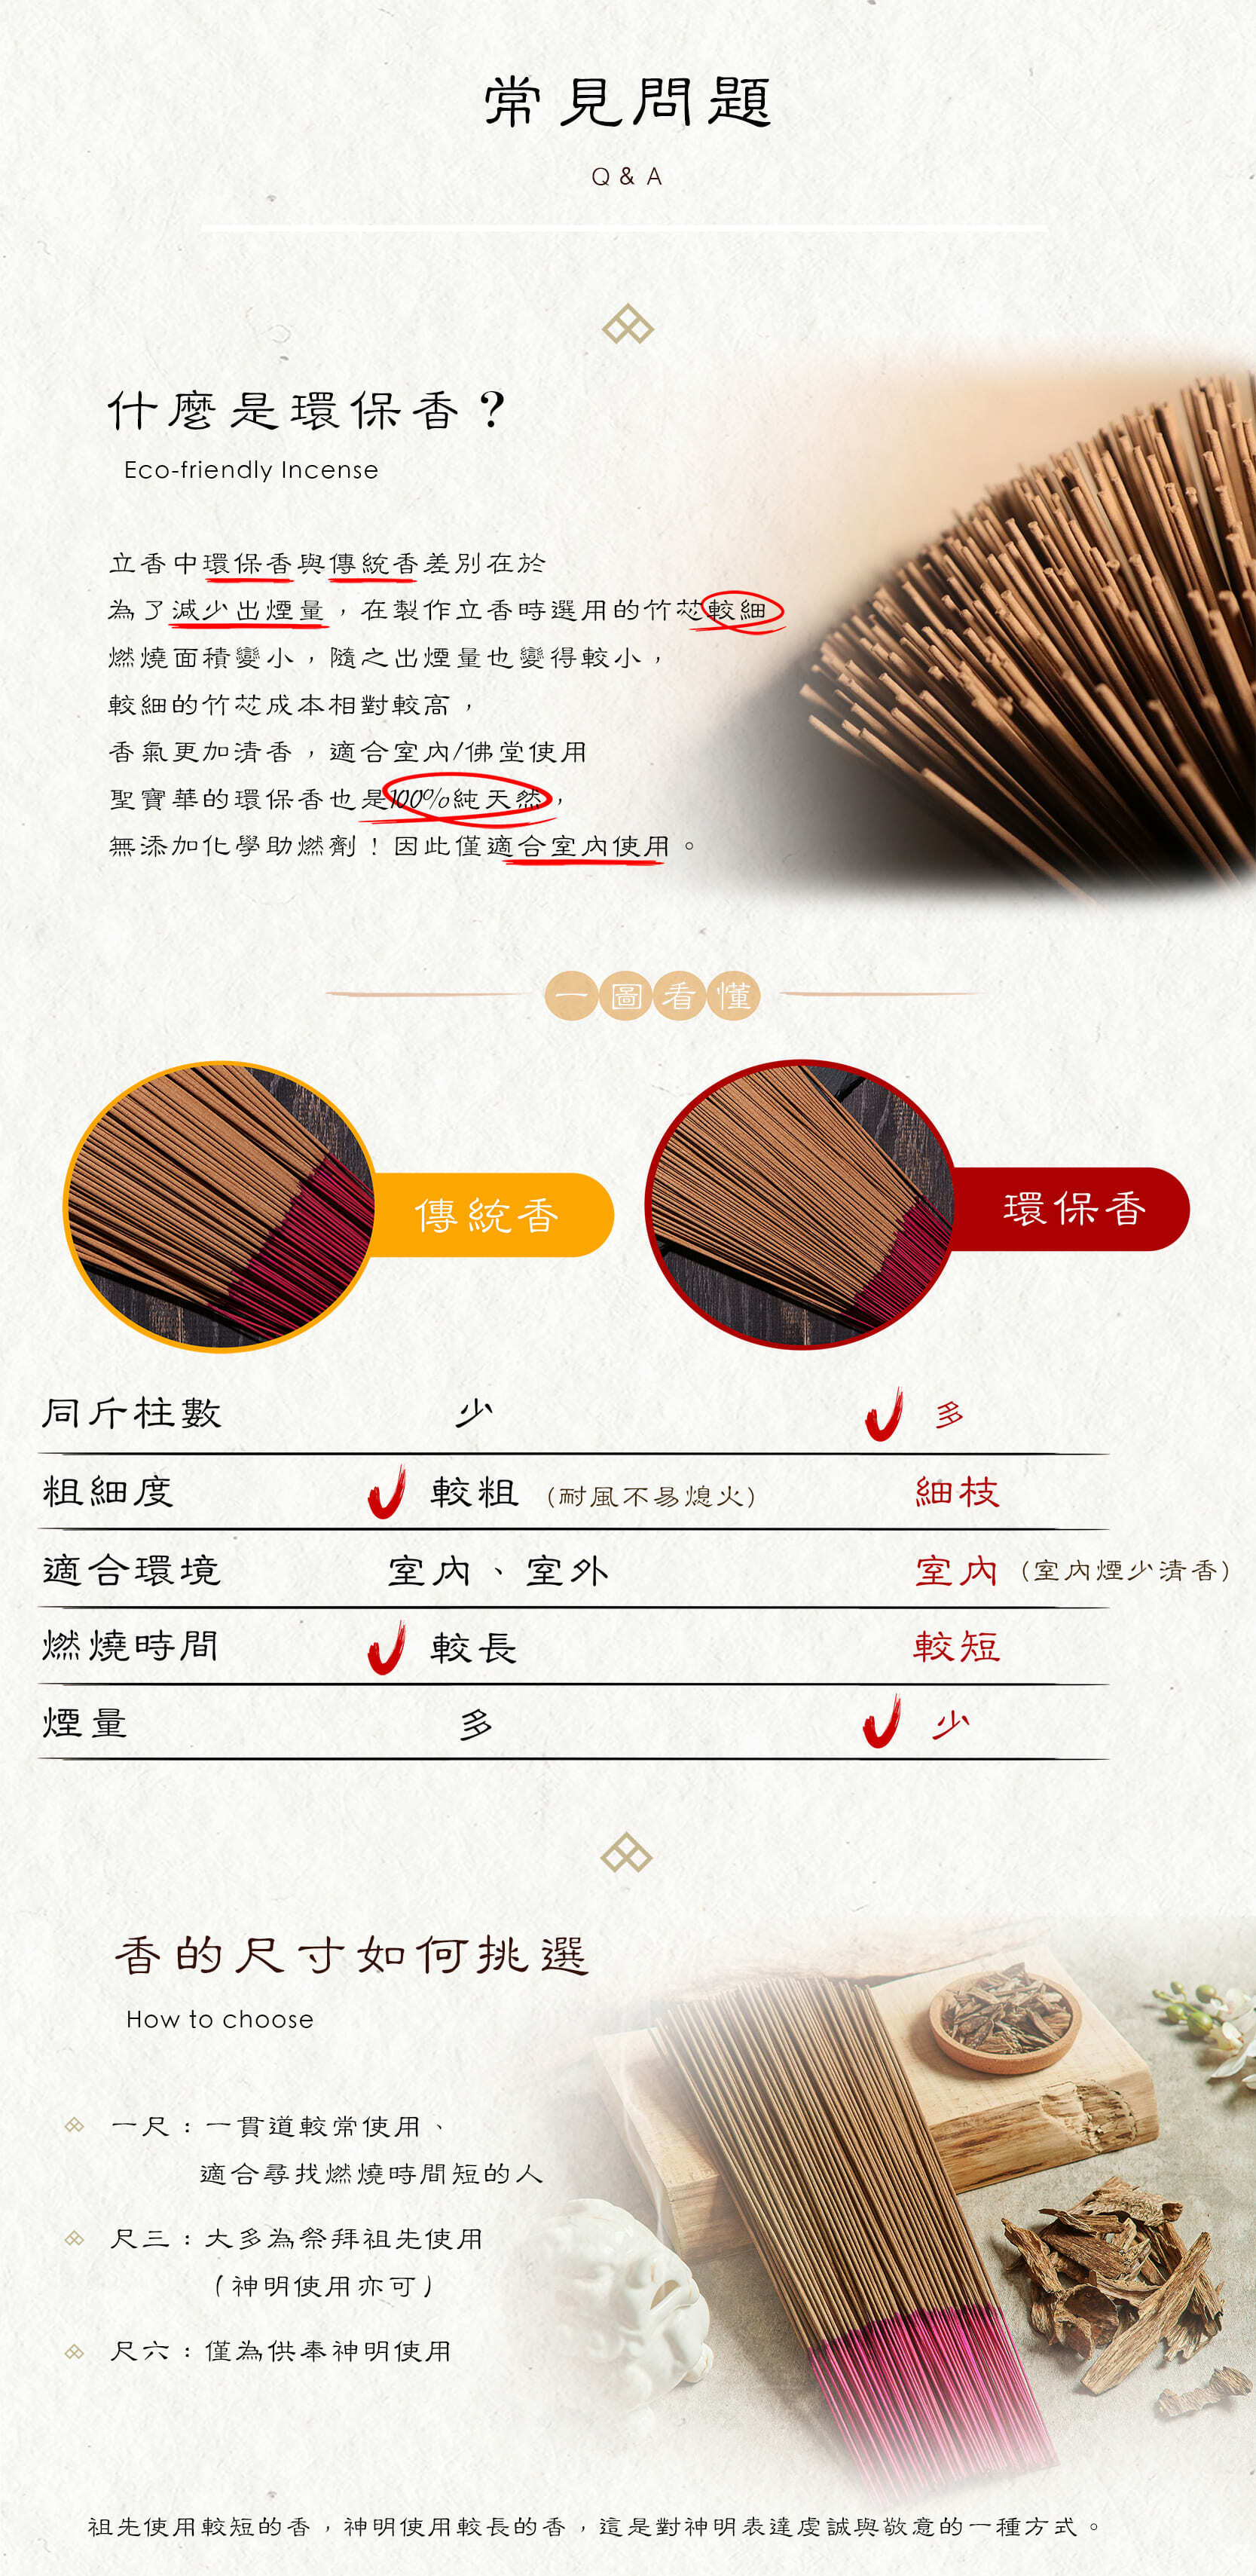 常見問題
Q & A
什麼是環保香？
Eco-friendly Incense
立香中環保香與傳統香差別在於
為了減少出煙量，在製作立香時選用的竹芯較細
燃燒面積變小，隨之出煙量也變得較小，
較細的竹芯成本相對較高，
香氣更加清香，適合室內/佛堂使用
聖寶華的環保香也是100%純天然，
無添加化學助燃劑！因此僅適合室內使用。
一圖看懂
傳統香 環保香
同斤柱數 少 多
粗細度 較粗 (耐風不易熄火) 細枝
適合環境 室內、室外 室內 (室內煙少清香)
燃燒時間 較長 較短
煙量 多 少
香的尺寸如何挑選
How to choose
一尺：一貫道較常使用、
適合尋找燃燒時間短的人
尺三：大多為祭拜祖先使用
(神明使用亦可)
尺六：僅為供奉神明使用
祖先使用較短的香，神明使用較長的香，這是對神明表達虔誠與敬意的一種方式。